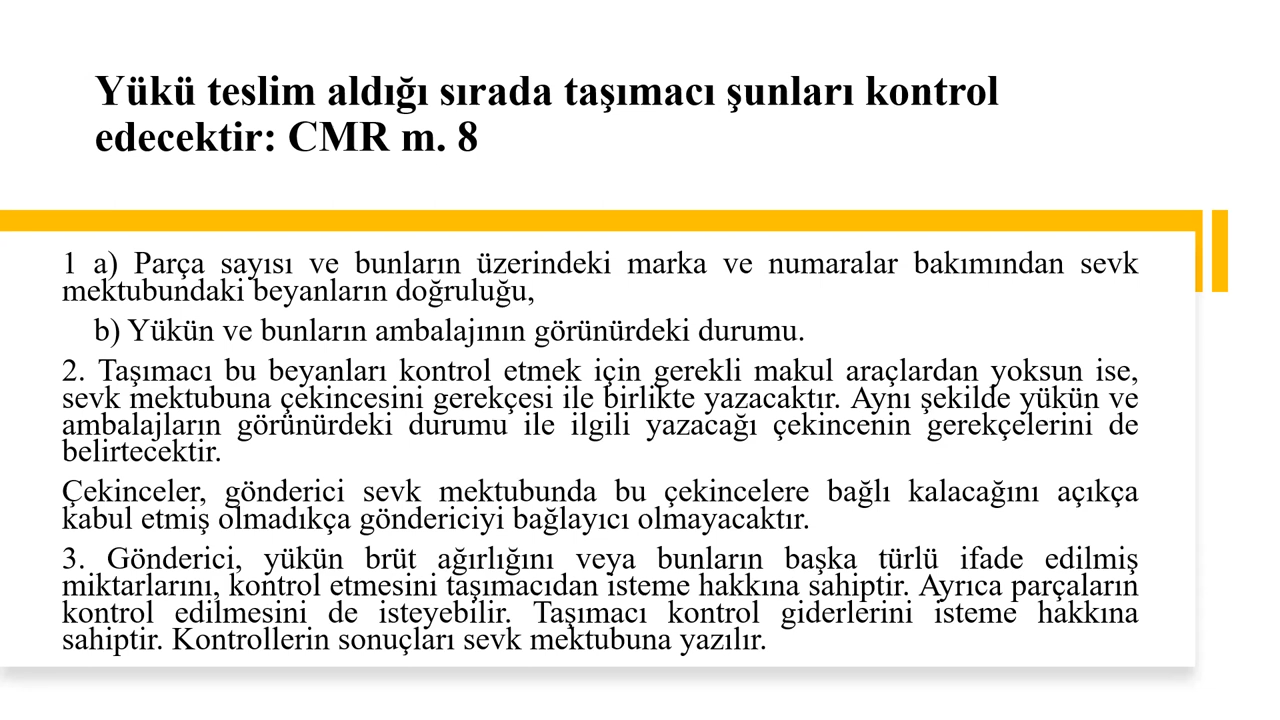 Yükü teslim aldığı sırada taşımacı şunları kontrol
edecektir: CMR m. 8
1 a) Parça sayısı ve bunların üzerindeki marka ve numaralar bakımından sevk
mektubundaki beyanların doğruluğu,
b) Yükün ve bunların ambalajının görünürdeki durumu.
2. Taşımacı bu beyanları kontrol etmek için gerekli makul araçlardan yoksun ise,
sevk mektubuna çekincesini gerekçesi ile birlikte yazacaktır. Aynı şekilde yükün ve
ambalajların görünürdeki durumu ile ilgili yazacağı çekincenin gerekçelerini de
belirtecektir.
Çekinceler, gönderici sevk mektubunda bu çekincelere bağlı kalacağını açıkça
kabul etmiş olmadıkça göndericiyi bağlayıcı olmayacaktır.
3. Gönderici, yükün brüt ağırlığını veya bunların başka türlü ifade edilmiş
miktarlarını, kontrol etmesini taşımacıdan isteme hakkına sahiptir. Ayrıca parçaların
kontrol edilmesini de isteyebilir. Taşımacı kontrol giderlerini isteme hakkına
sahiptir. Kontrollerin sonuçları sevk mektubuna yazılır.